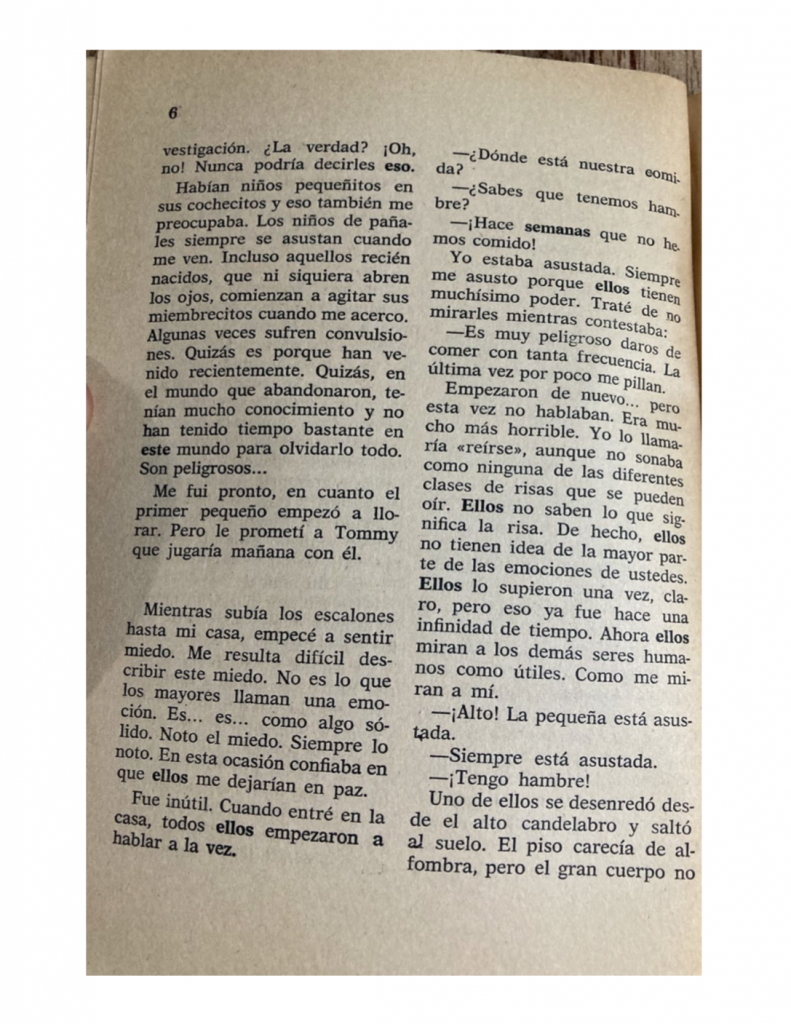 6
vestigación. ¿La verdad? ¡Oh,
no! Nunca podría decirles eso.
Habían niños pequeñitos en
sus cochecitos y eso también me
preocupaba. Los niños de paña-
les siempre se asustan cuando
me ven. Incluso aquellos recién
nacidos, que ni siquiera abren
los ojos, comienzan a agitar sus
miembrecitos cuando me acerco.
Algunas veces sufren convulsio-
nes. Quizás es porque han ve-
nido recientemente. Quizás, en
el mundo que abandonaron, te-
nían mucho conocimiento y no
han tenido tiempo bastante en
este mundo para olvidarlo todo.
Son peligrosos...
Me fui pronto, en cuanto el
primer pequeño empezó a llo-
rar. Pero le prometí a Tommy
que jugaría mañana con él.
Mientras subía los escalones
hasta mi casa, empecé a sentir
miedo. Me resulta difícil des-
cribir este miedo. No es lo que
los mayores llaman una emo-
ción. Es... es... como algo só-
lido. Noto el miedo. Siempre lo
noto. En esta ocasión confiaba en
que ellos me dejarían en paz.
Fue inútil. Cuando entré en la
casa, todos ellos empezaron a
hablar a la vez.
—¿Dónde está nuestra comi-
da?
—¿Sabes que tenemos ham-
bre?
—¡Hace semanas que no he-
mos comido!
Yo estaba asustada. Siempre
me asusto porque ellos tienen
muchísimo poder. Traté de no
mirarles mientras contestaba:
—Es muy peligroso daros de
comer con tanta frecuencia. La
última vez por poco me pillan.
Empezaron de nuevo... pero
esta vez no hablaban. Era mu-
cho más horrible. Yo lo llama-
ría «reírse», aunque no sonaba
como ninguna de las diferentes
clases de risas que se pueden
oír. Ellos no saben lo que sig-
nifica la risa. De hecho, ellos
no tienen idea de la mayor par-
te de las emociones de ustedes.
Ellos lo supieron una vez, cla-
ro, pero eso ya fue hace una
infinidad de tiempo. Ahora ellos
miran a los demás seres huma-
nos como útiles. Como me mi-
ran a mí.
—¡Alto! La pequeña está asus-
tada.
—Siempre está asustada.
—¡Tengo hambre!
Uno de ellos se desenredó des-
de el alto candelabro y saltó
al suelo. El piso carecía de al-
fombra, pero el gran cuerpo no